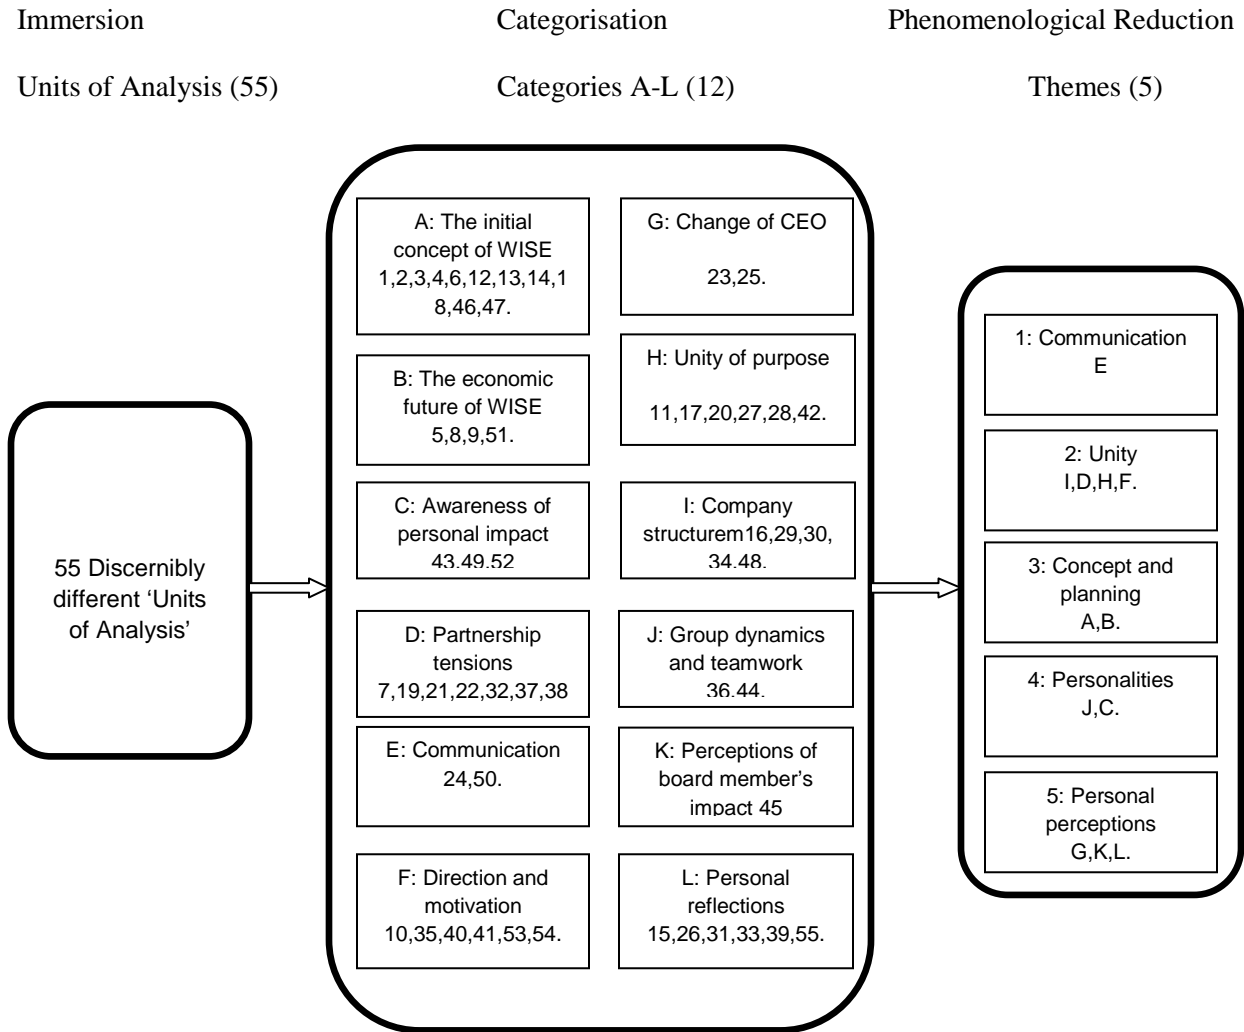 Immersion
Categorisation
Phenomenological Reduction
Units of Analysis (55)
Categories A-L (12)
Themes (5)
55 Discernibly
different ‘Units
of Analysis’
A: The initial
concept of WISE
1,2,3,4,6,12,13,14,1
8,46,47.
B: The economic
future of WISE
5,8,9,51.
C: Awareness of
personal impact
43,49,52
D: Partnership
tensions
7,19,21,22,32,37,38
E: Communication
24,50.
F: Direction and
motivation
10,35,40,41,53,54.
G: Change of CEO
23,25.
H: Unity of purpose
11,17,20,27,28,42.
I: Company
structurem16,29,30,
34,48.
J: Group dynamics
and teamwork
36,44.
K: Perceptions of
board member’s
impact 45
L: Personal
reflections
15,26,31,33,39,55.
1: Communication
E
2: Unity
I,D,H,F.
3: Concept and
planning
A,B.
4: Personalities
J,C.
5: Personal
perceptions
G,K,L.